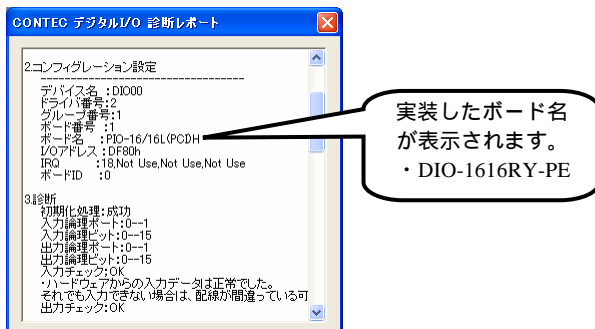 CONTEC デジタルI/O 診断レポート
2.コンフィグレーション設定
---------------------------------
デバイス名 :DIO00
ドライバ番号:2
グループ番号:1
ボード番号 :1
ボード名 :PIO-16/16L(PCI)H
I/Oアドレス :DF80h
IRQ :18,Not Use,Not Use,Not Use
ボードID :0
3.診断
初期化処理:成功
入力論理ポート:0--1
入力論理ビット:0--15
出力論理ポート:0--1
出力論理ビット:0--15
入力チェック:OK
・ハードウェアからの入力データは正常でした。
それでも入力できない場合は、配線が間違っている可
出力チェック:OK
実装したボード名
が表示されます。
・DIO-1616RY-PE